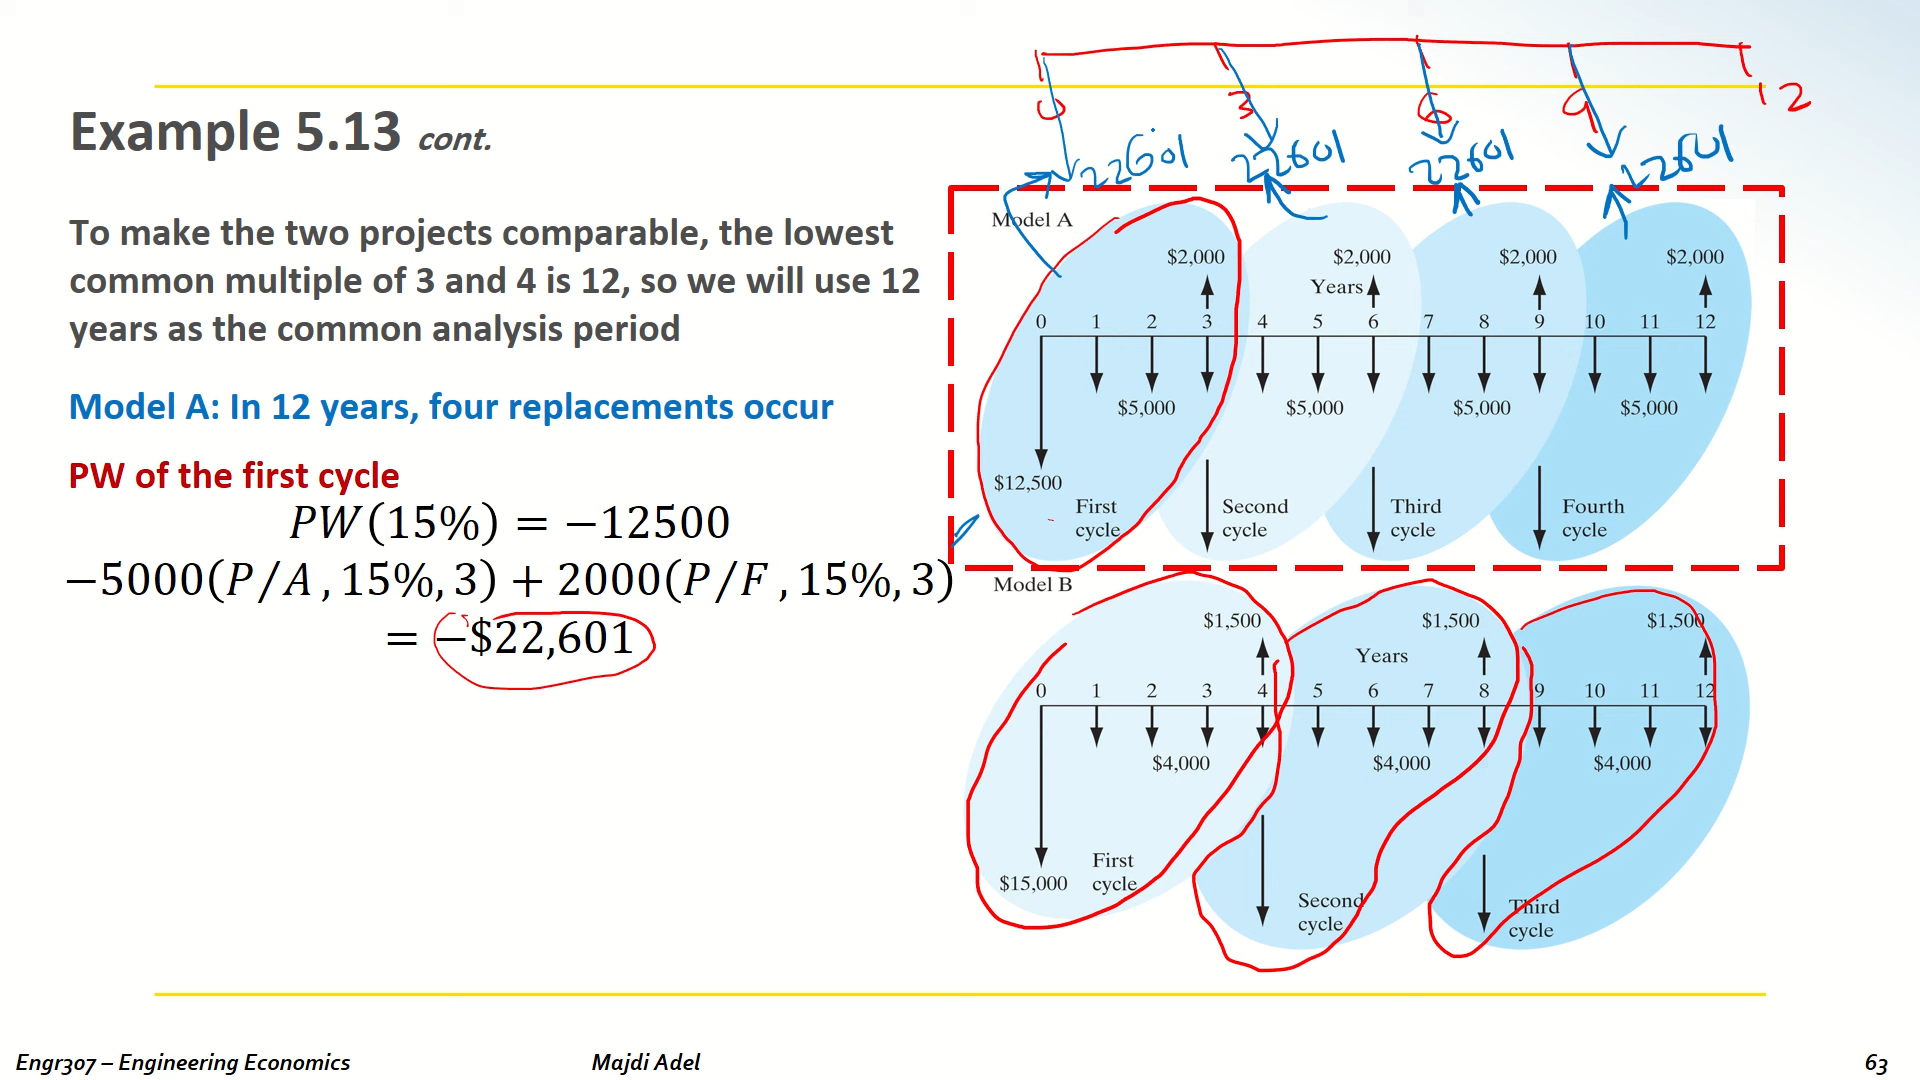 0 3 6 9 12
22601 22601 22601 22601
Example 5.13 cont.
To make the two projects comparable, the lowest
common multiple of 3 and 4 is 12, so we will use 12
years as the common analysis period
Model A: In 12 years, four replacements occur
PW of the first cycle
PW(15%) = −12500
−5000(P/A ,15%, 3) + 2000(P/F ,15%, 3)
= −$22,601
Model A
$2,000 $2,000 $2,000 $2,000
Years
0 1 2 3 4 5 6 7 8 9 10 11 12
$5,000 $5,000 $5,000 $5,000
$12,500
First Second Third Fourth
cycle cycle cycle cycle
Model B
$1,500 $1,500 $1,500
Years
0 1 2 3 4 5 6 7 8 9 10 11 12
$4,000 $4,000 $4,000
$15,000
First
cycle
Second
cycle
Third
cycle
Engr307 – Engineering Economics Majdi Adel 63